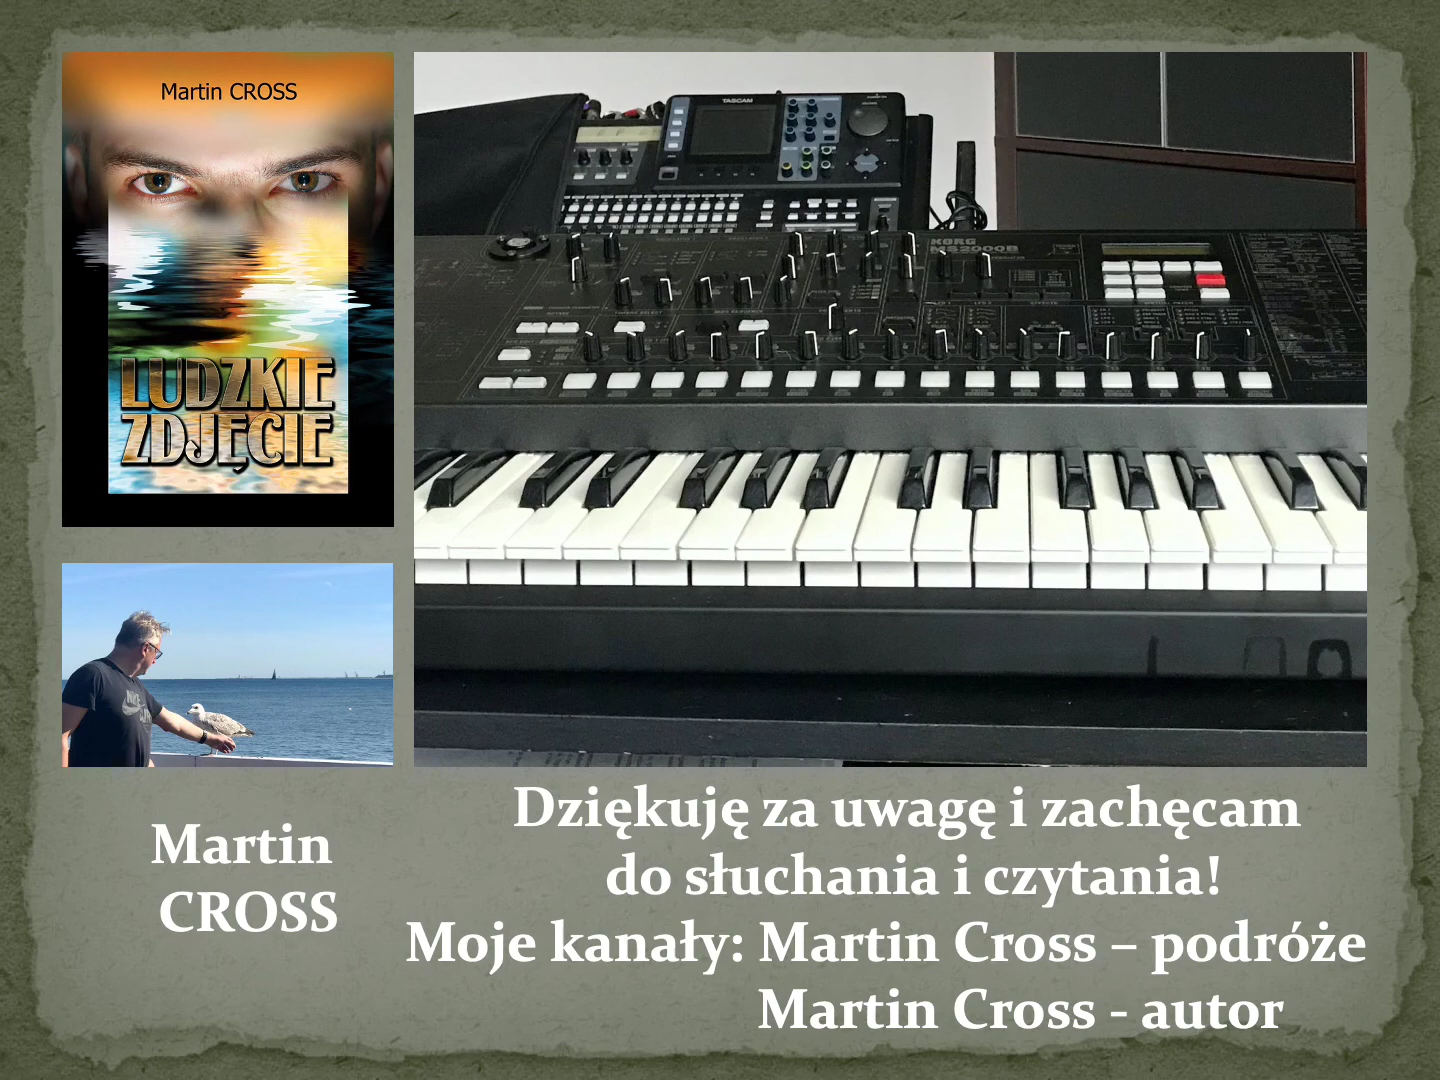 Martin CROSS
LUDZKIE
ZDJĘCIE
TASCAM
KORG
MS2000B
Martin
CROSS
Dziękuję za uwagę i zachęcam
do słuchania i czytania!
Moje kanały: Martin Cross – podróże
Martin Cross - autor